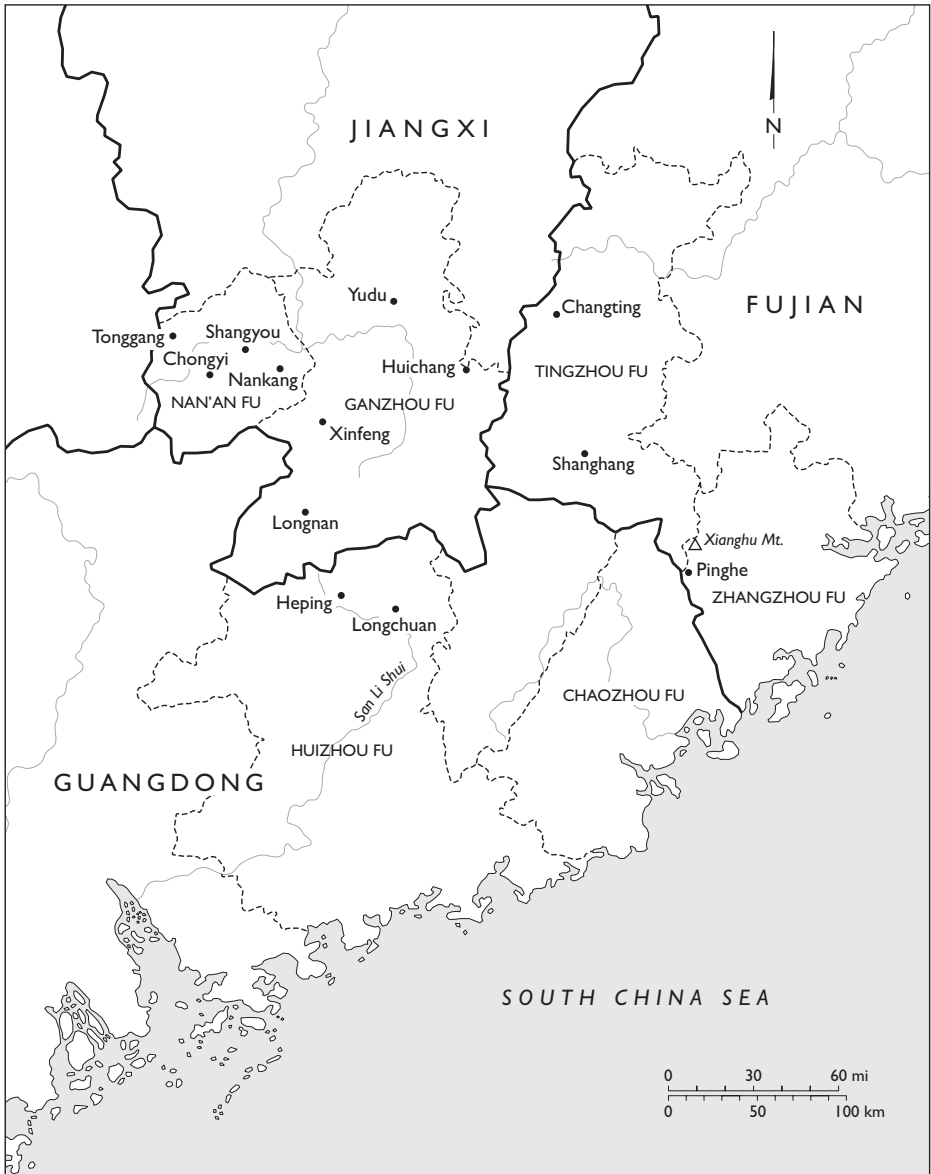 JIANGXI
N
Yudu
Changting
FUJIAN
Tonggang
Shangyou
Chongyi
Nankang
Huichang
TINGZHOU FU
NAN'AN FU
GANZHOU FU
Xinfeng
Shanghang
Longnan
Xianghu Mt.
Pinghe
ZHANGZHOU FU
Heping
Longchuan
San Li Shui
CHAOZHOU FU
HUIZHOU FU
GUANGDONG
SOUTH CHINA SEA
0 30 60 mi
0 50 100 km